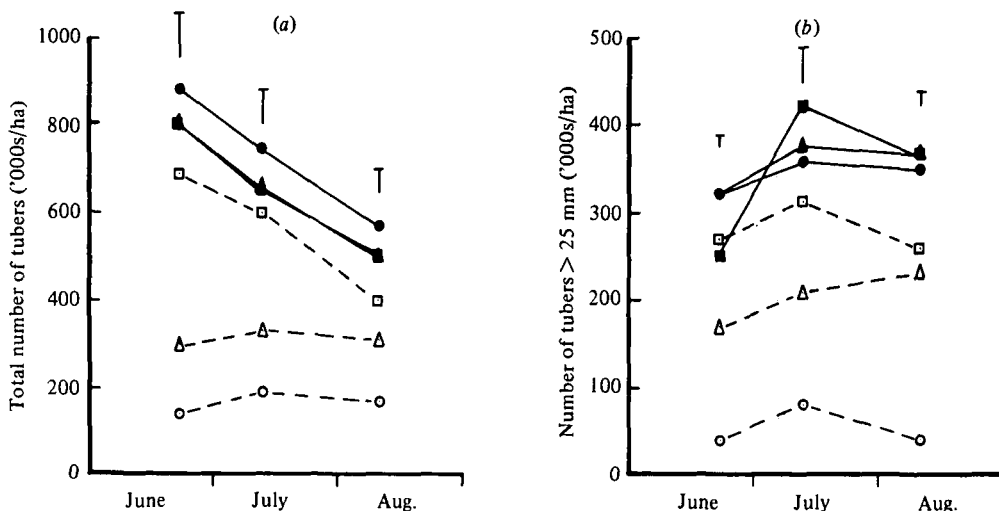 (a)
Total number of tubers ('000s/ha)
1000
800
600
400
200
0
June July Aug.
(b)
Number of tubers > 25 mm ('000s/ha)
500
400
300
200
100
0
June July Aug.